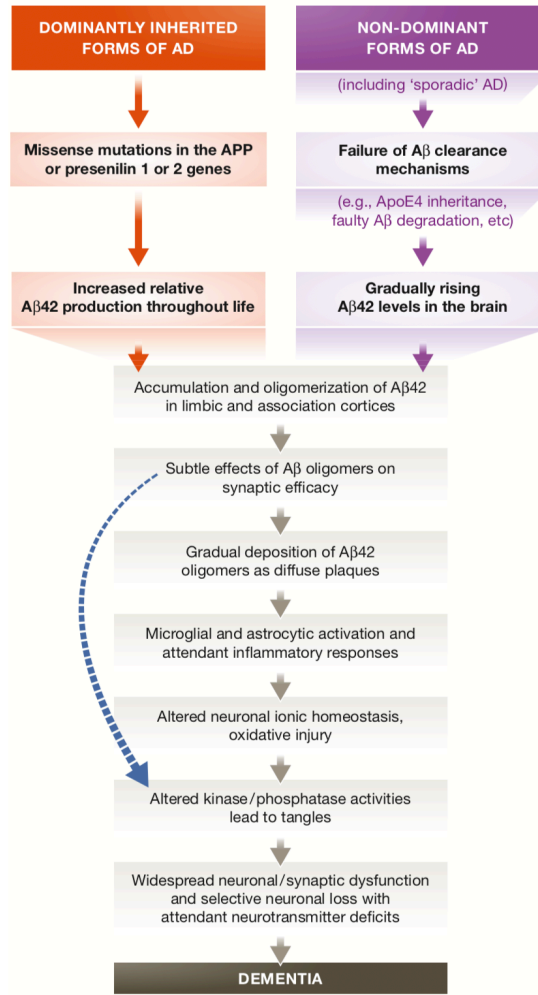 DOMINANTLY INHERITED
FORMS OF AD
NON-DOMINANT
FORMS OF AD
(including ‘sporadic’ AD)
Missense mutations in the APP
or presenilin 1 or 2 genes
Failure of Aβ clearance
mechanisms
(e.g., ApoE4 inheritance,
faulty Aβ degradation, etc)
Increased relative
Aβ42 production throughout life
Gradually rising
Aβ42 levels in the brain
Accumulation and oligomerization of Aβ42
in limbic and association cortices
Subtle effects of Aβ oligomers on
synaptic efficacy
Gradual deposition of Aβ42
oligomers as diffuse plaques
Microglial and astrocytic activation and
attendant inflammatory responses
Altered neuronal ionic homeostasis,
oxidative injury
Altered kinase/phosphatase activities
lead to tangles
Widespread neuronal/synaptic dysfunction
and selective neuronal loss with
attendant neurotransmitter deficits
DEMENTIA